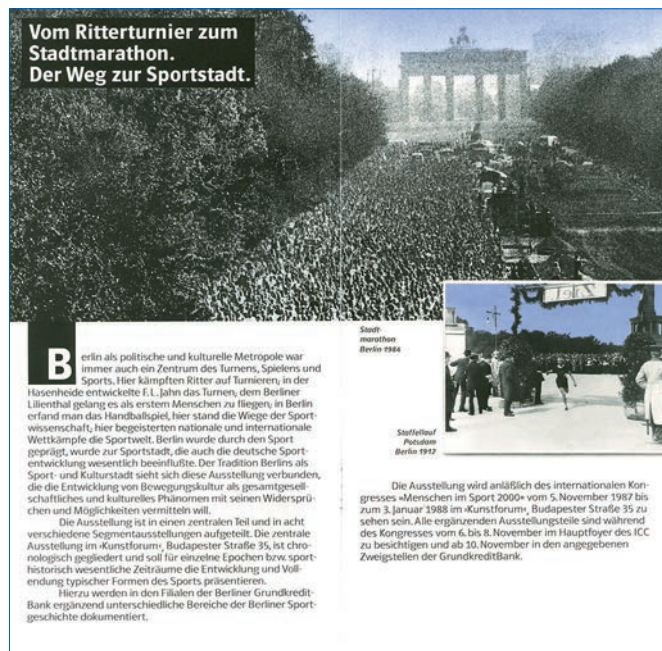 Vom Ritterturnier zum
Stadtmarathon.
Der Weg zur Sportstadt.
Berlin als politische und kulturelle Metropole war
immer auch ein Zentrum des Turnens, Spielens und
Sports. Hier kämpften Ritter auf Turnieren; in der
Hasenheide entwickelte F. L. Jahn das Turnen; dem Berliner
Lilienthal gelang es als erstem Menschen zu fliegen; in Berlin
erfand man das Handballspiel, hier stand die Wiege der Sport-
wissenschaft; hier begeisterten nationale und internationale
Wettkämpfe die Sportwelt. Berlin wurde durch den Sport
geprägt, wurde zur Sportstadt, die auch die deutsche Sport-
entwicklung wesentlich beeinflußte. Der Tradition Berlins als
Sport- und Kulturstadt sieht sich diese Ausstellung verbunden,
die die Entwicklung von Bewegungskultur als gesamtgesell-
schaftliches und kulturelles Phänomen mit seinen Widersprü-
chen und Möglichkeiten vermitteln will.
Die Ausstellung ist in einen zentralen Teil und in acht
verschiedene Segmentausstellungen aufgeteilt. Die zentrale
Ausstellung im ‹Kunstforum›, Budapester Straße 35, ist chro-
nologisch gegliedert und soll für einzelne Epochen bzw. sport-
historisch wesentliche Zeiträume die Entwicklung und Voll-
endung typischer Formen des Sports präsentieren.
Hierzu werden in den Filialen der Berliner Grundkredit-
Bank ergänzend unterschiedliche Bereiche der Berliner Sport-
geschichte dokumentiert.
Stadt-
marathon
Berlin 1984
Ziel
Staffellauf
Potsdam
Berlin 1912
Die Ausstellung wird anläßlich des internationalen Kon-
gresses «Menschen im Sport 2000» vom 5. November 1987 bis
zum 3. Januar 1988 im ‹Kunstforum›, Budapester Straße 35 zu
sehen sein. Alle ergänzenden Ausstellungsteile sind während
des Kongresses vom 6. bis 8. November im Hauptfoyer des ICC
zu besichtigen und ab 10. November in den angegebenen
Zweigstellen der GrundkreditBank.